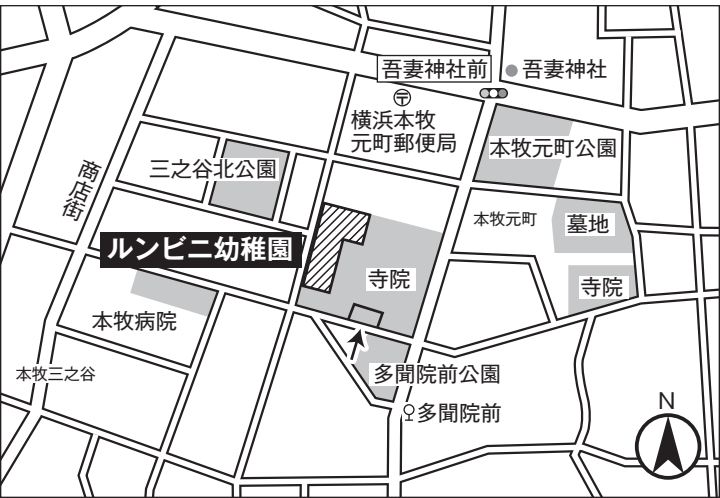 吾妻神社前
吾妻神社
横浜本牧
元町郵便局
本牧元町公園
三之谷北公園
商店街
本牧元町
墓地
ルンビニ幼稚園
寺院
寺院
本牧病院
本牧三之谷
多聞院前公園
多聞院前
N